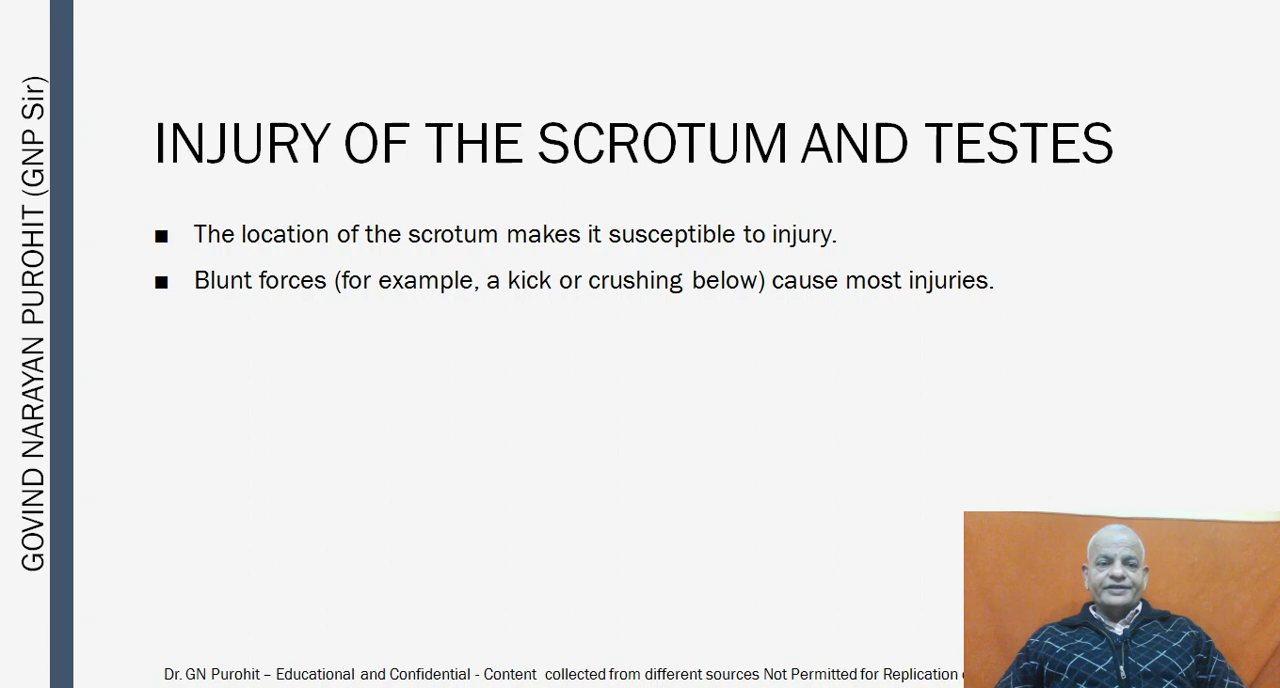 GOVIND NARAYAN PUROHIT (GNP Sir)
INJURY OF THE SCROTUM AND TESTES
■ The location of the scrotum makes it susceptible to injury.
■ Blunt forces (for example, a kick or crushing below) cause most injuries.
Dr. GN Purohit – Educational and Confidential - Content collected from different sources Not Permitted for Replication